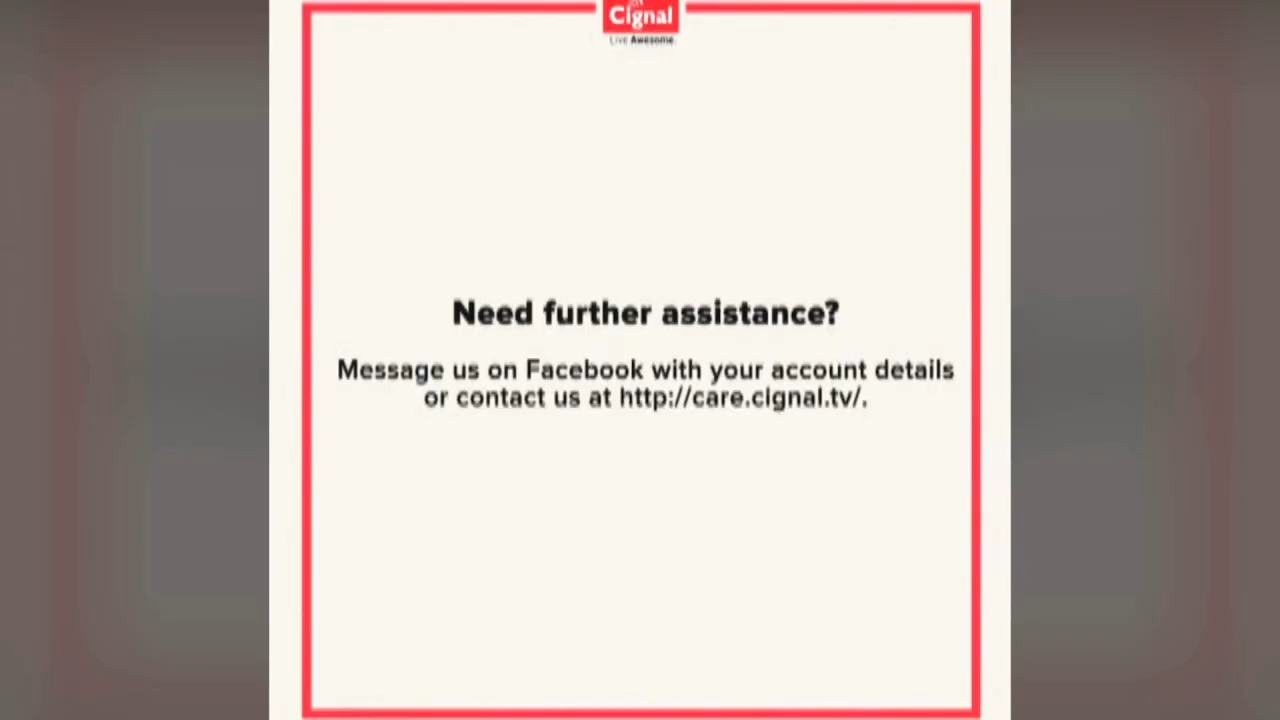 Cignal
Live Awesome.
Need further assistance?
Message us on Facebook with your account details
or contact us at http://care.cignal.tv/.